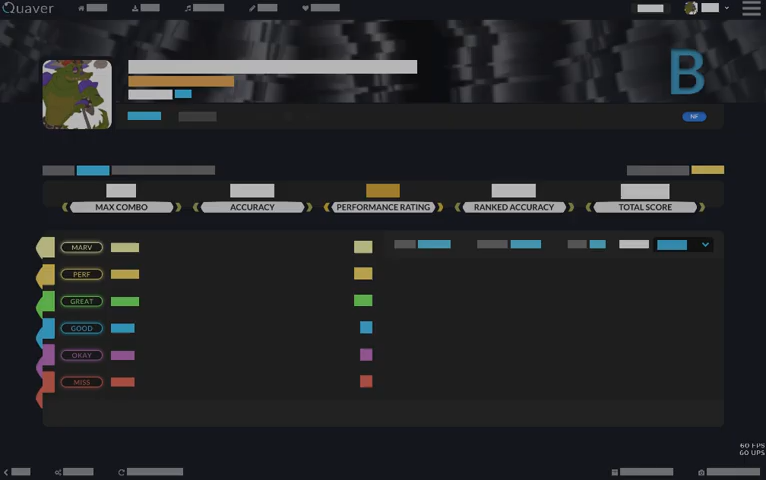 Quaver
B
NF
MAX COMBO
ACCURACY
PERFORMANCE RATING
RANKED ACCURACY
TOTAL SCORE
MARV
PERF
GREAT
GOOD
OKAY
MISS
60 FPS
60 UPS